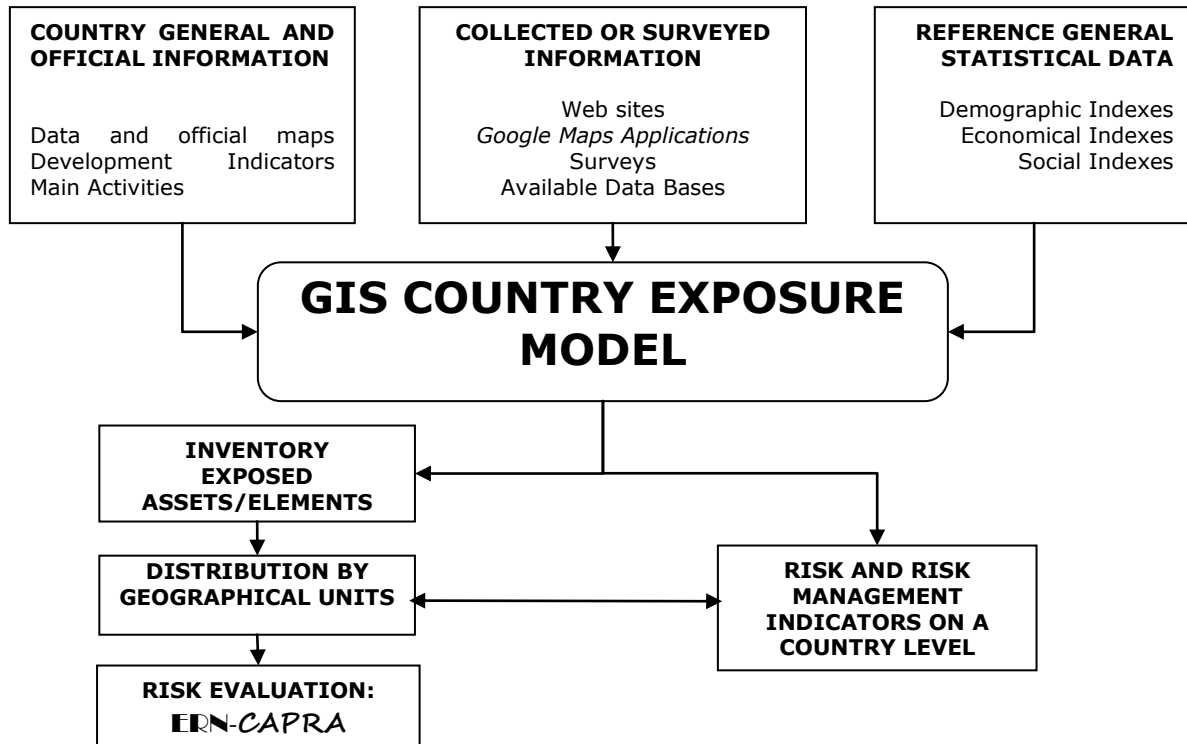 COUNTRY GENERAL AND
OFFICIAL INFORMATION
Data and official maps
Development Indicators
Main Activities
COLLECTED OR SURVEYED
INFORMATION
Web sites
Google Maps Applications
Surveys
Available Data Bases
REFERENCE GENERAL
STATISTICAL DATA
Demographic Indexes
Economical Indexes
Social Indexes
GIS COUNTRY EXPOSURE
MODEL
INVENTORY
EXPOSED
ASSETS/ELEMENTS
DISTRIBUTION BY
GEOGRAPHICAL UNITS
RISK AND RISK
MANAGEMENT
INDICATORS ON A
COUNTRY LEVEL
RISK EVALUATION:
ERN-CAPRA